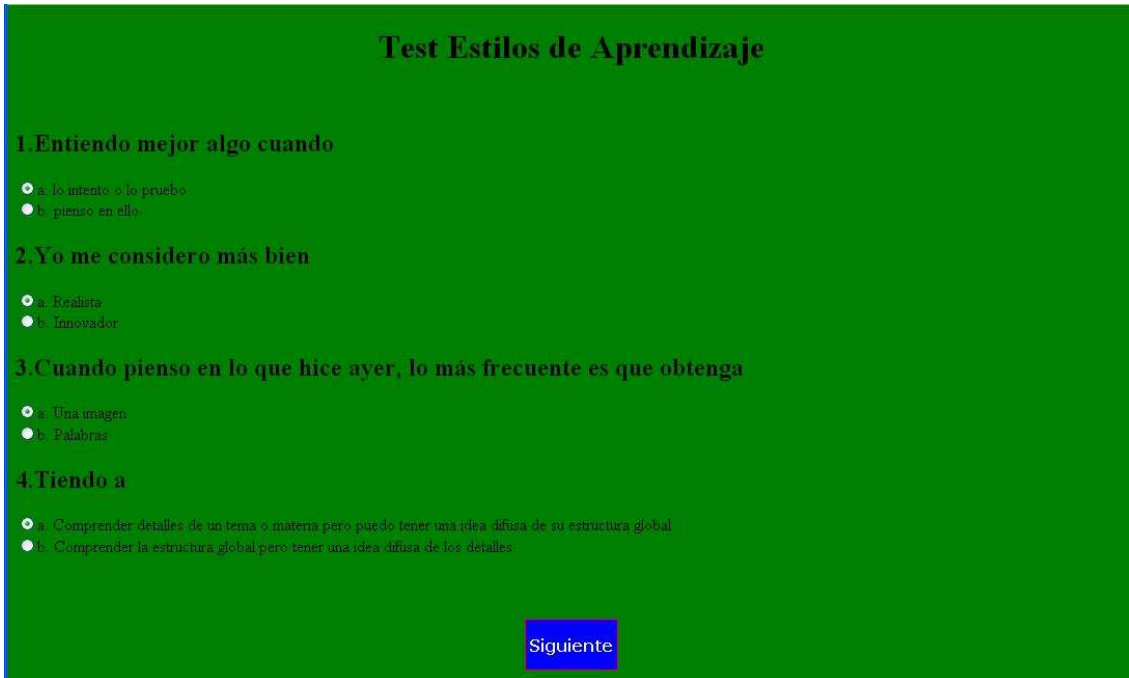 Test Estilos de Aprendizaje
1.Entiendo mejor algo cuando
a. lo intento o lo pruebo
b. pienso en ello
2.Yo me considero más bien
a. Realista
b. Innovador
3.Cuando pienso en lo que hice ayer, lo más frecuente es que obtenga
a. Una imagen
b. Palabras
4.Tiendo a
a. Comprender detalles de un tema o materia pero puedo tener una idea difusa de su estructura global
b. Comprender la estructura global pero tener una idea difusa de los detalles
Siguiente